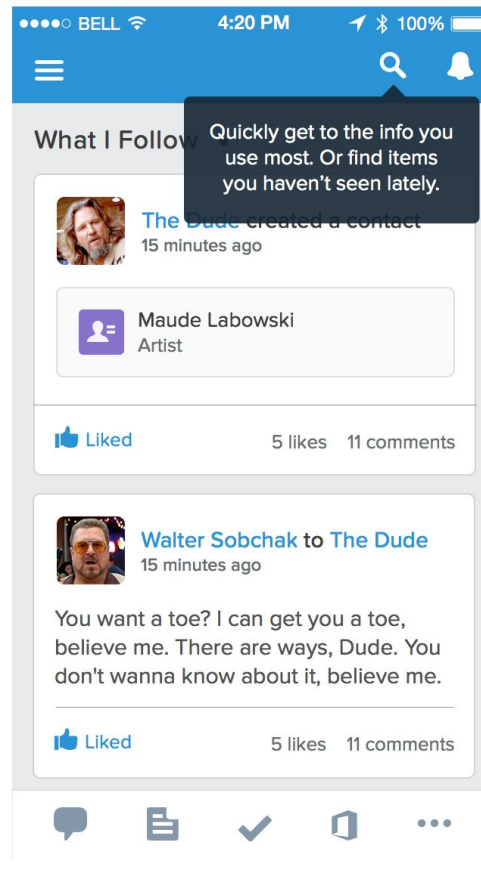 BELL
4:20 PM
100%
Quickly get to the info you
use most. Or find items
you haven’t seen lately.
What I Follow
The Dude created a contact
15 minutes ago
Maude Labowski
Artist
Liked
5 likes 11 comments
Walter Sobchak to The Dude
15 minutes ago
You want a toe? I can get you a toe,
believe me. There are ways, Dude. You
don't wanna know about it, believe me.
Liked
5 likes 11 comments